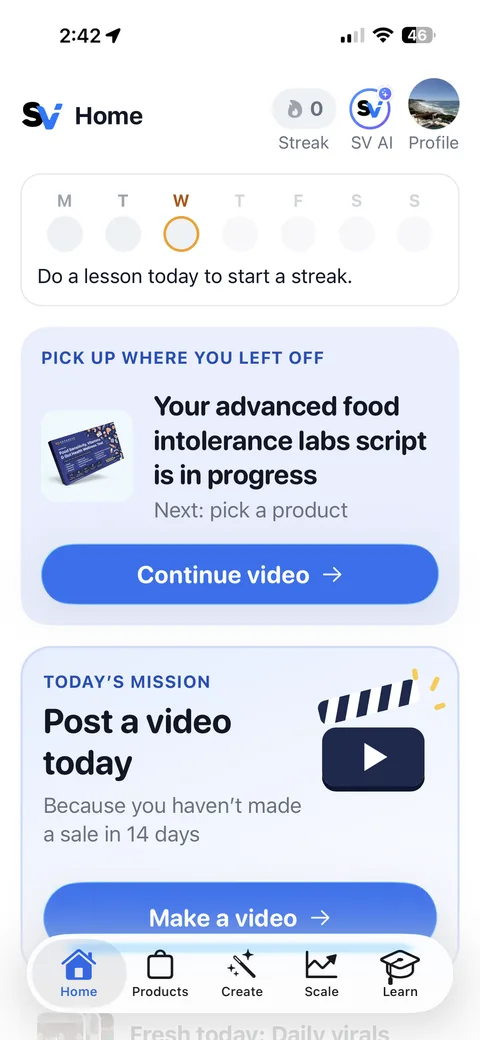 2:42
46
SV Home
0
SV
Streak SV AI Profile
M T W T F S S
Do a lesson today to start a streak.
PICK UP WHERE YOU LEFT OFF
Your advanced food
intolerance labs script
is in progress
Next: pick a product
Continue video →
TODAY’S MISSION
Post a video
today
Because you haven’t made
a sale in 14 days
Make a video →
Home Products Create Scale Learn
Fresh today: Daily virals